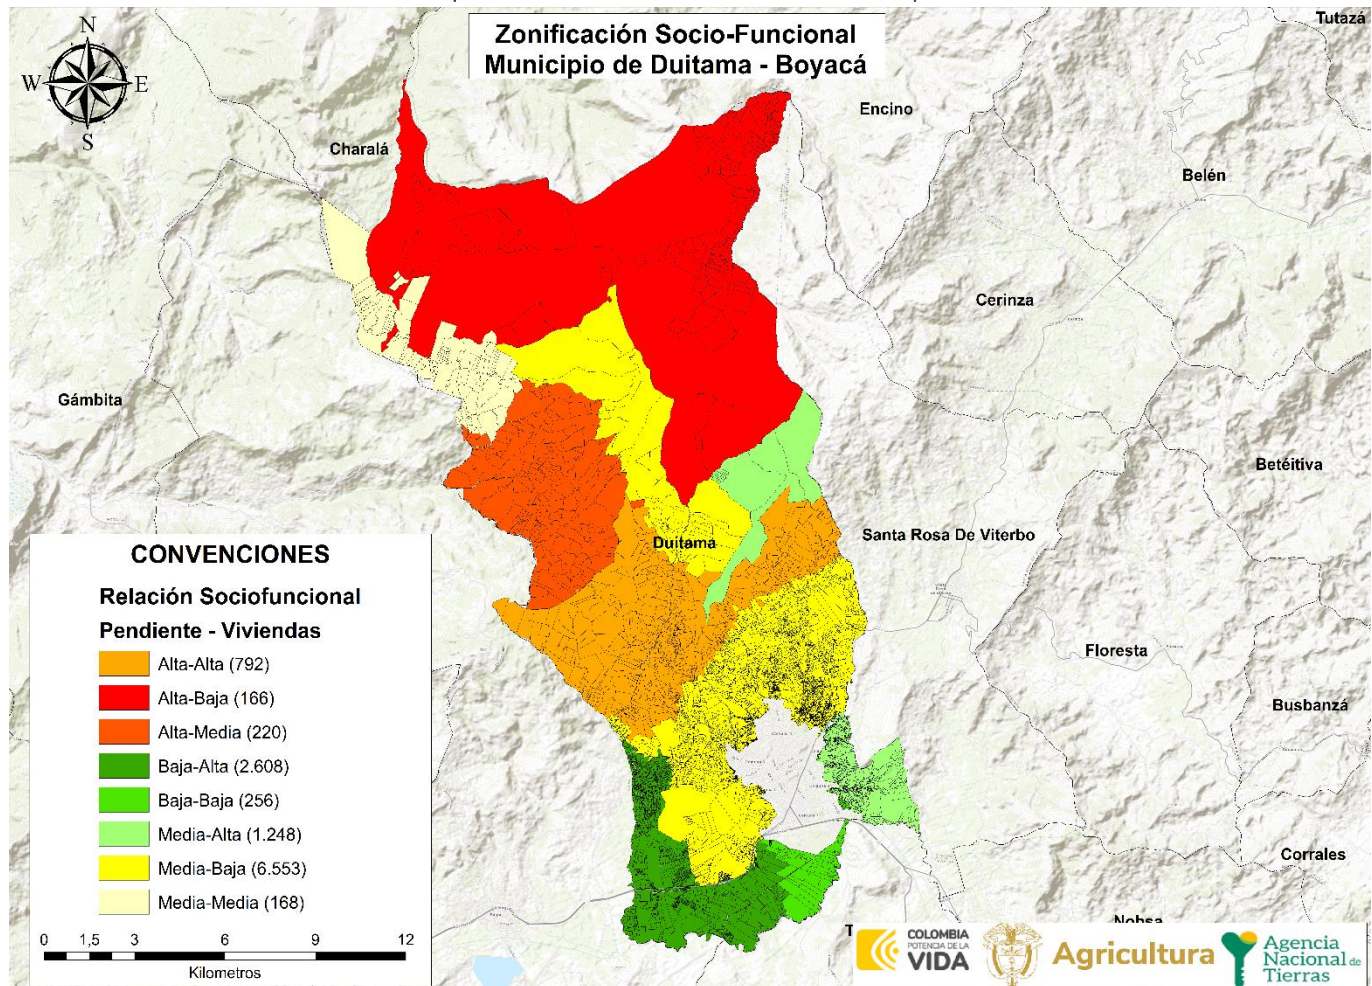 Zonificación Socio-Funcional
Municipio de Duitama - Boyacá
N
W
E
S
Tutazá
Encino
Charalá
Belén
Cerinza
Gámbita
Betéitiva
Santa Rosa De Viterbo
Duitama
Floresta
Busbanzá
Corrales
Nobsa
T
CONVENCIONES
Relación Sociofuncional
Pendiente - Viviendas
Alta-Alta (792)
Alta-Baja (166)
Alta-Media (220)
Baja-Alta (2.608)
Baja-Baja (256)
Media-Alta (1.248)
Media-Baja (6.553)
Media-Media (168)
0 1,5 3 6 9 12
Kilometros
COLOMBIA
POTENCIA DE LA
VIDA
Agricultura
Agencia
Nacional de
Tierras